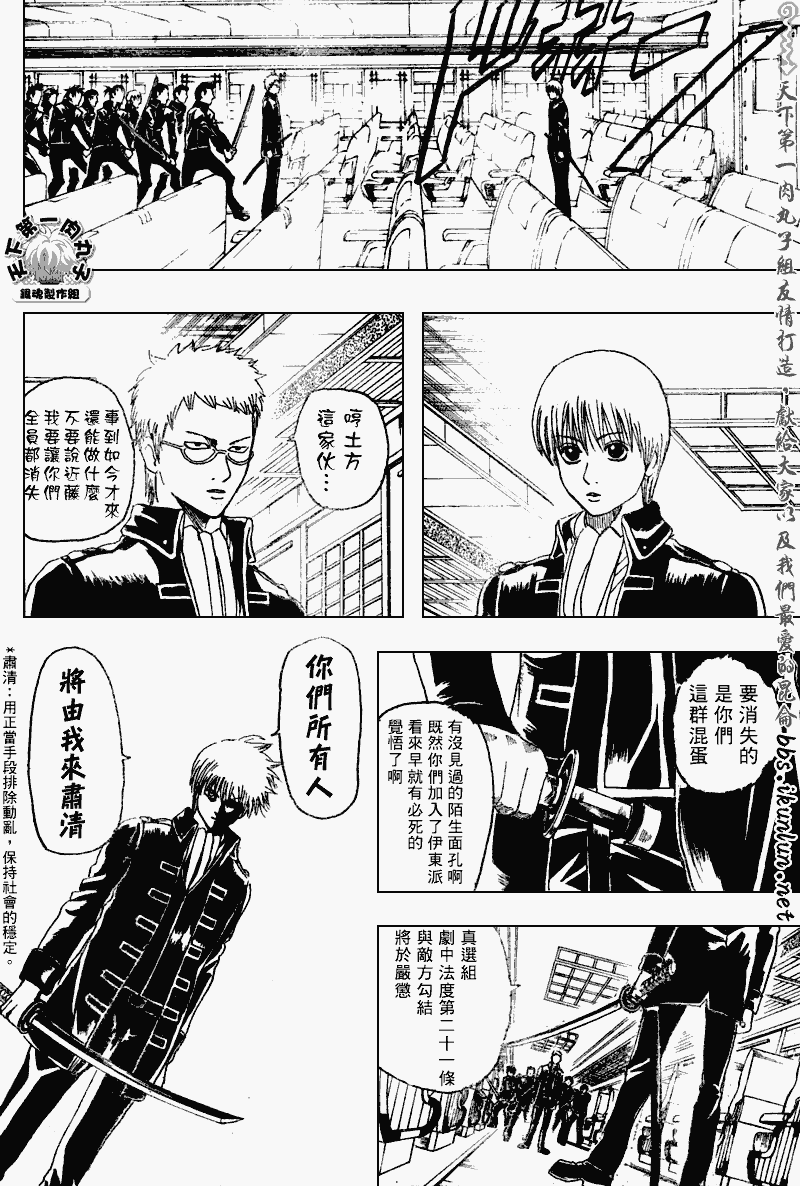 哼土方
這家伙…
事到如今才來
還能做什麼
不要說近藤
我要讓你們
全員都消失
要消失的
是你們
這群混蛋
有沒見過的陌生面孔啊
既然你們加入了伊東派
看來早就有必死的
覺悟了啊
真選組
劇中法度第二十一條
與敵方勾結
將於嚴懲
你們所有人
將由我來肅清
*肅清：用正當手段排除動亂，保持社會的穩定。
天下第一肉丸子
銀魂製作組
天下第一肉丸子組友情打造！獻給大家以及我們最愛的昆侖·bbs.ikunlun.net